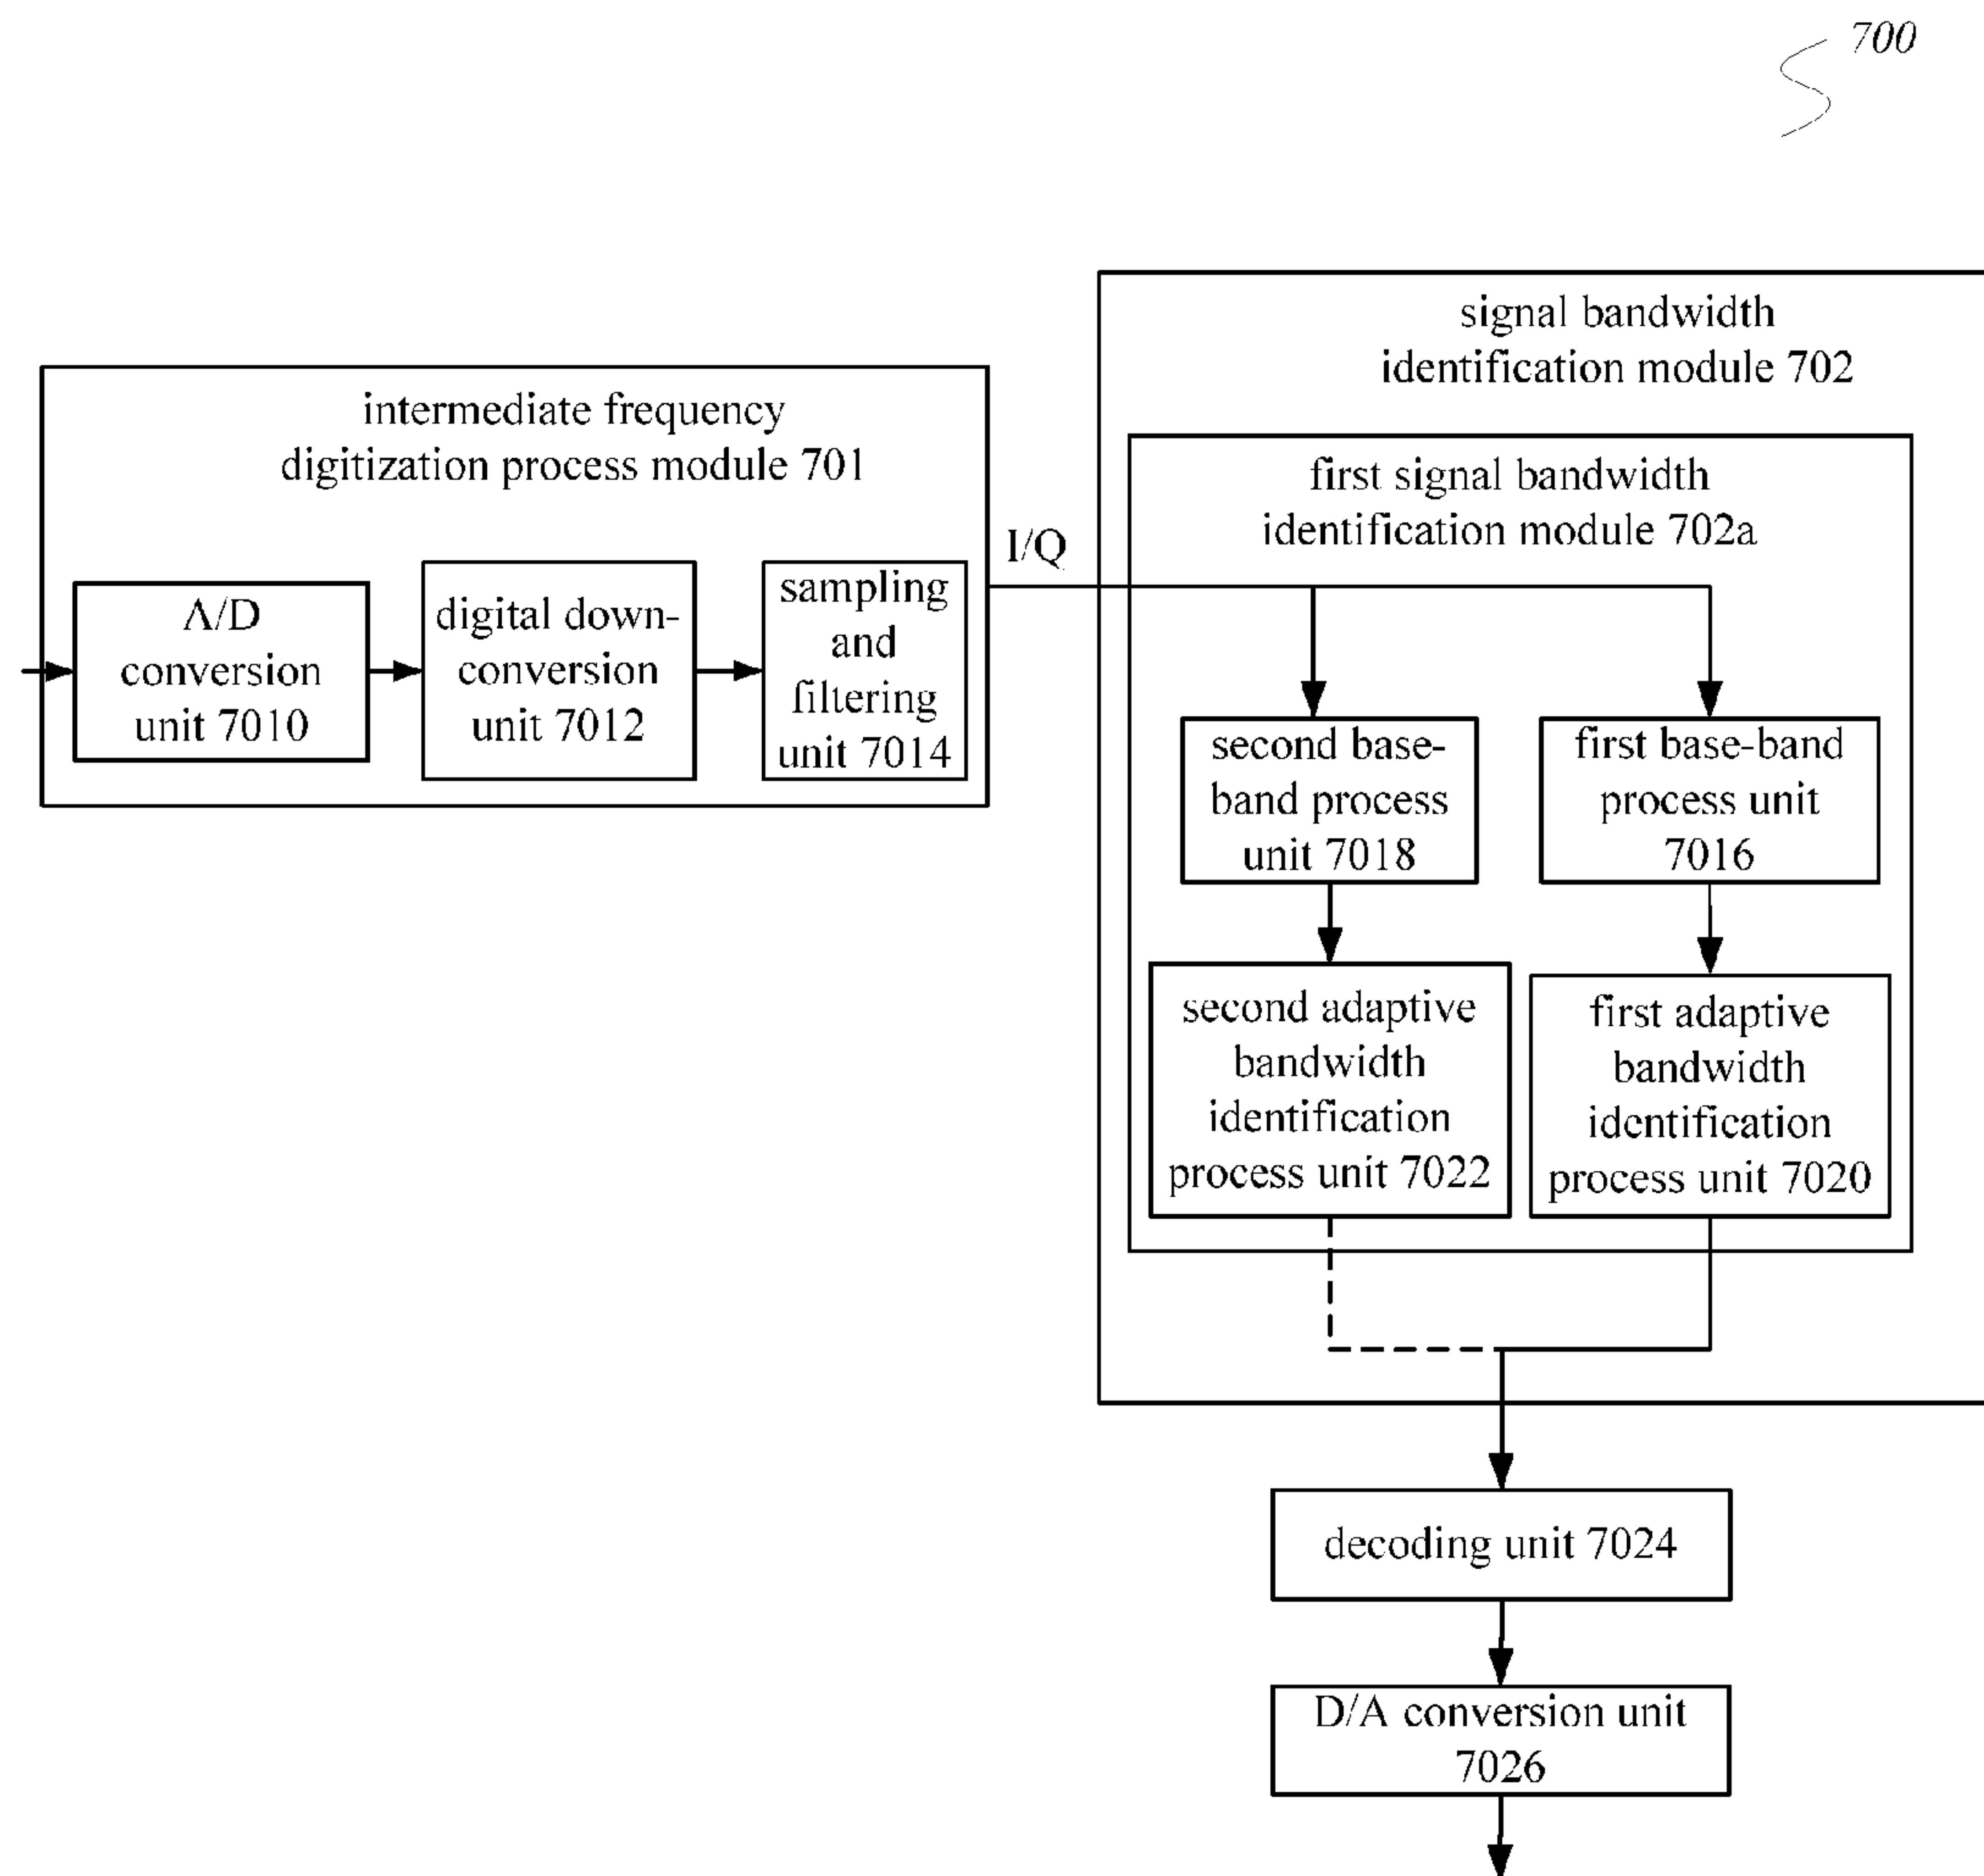 700
signal bandwidth
identification module 702
intermediate frequency
digitization process module 701
first signal bandwidth
identification module 702a
I/Q
A/D
conversion
unit 7010
digital down-
conversion
unit 7012
sampling
and
filtering
unit 7014
second base-
band process
unit 7018
first base-band
process unit
7016
second adaptive
bandwidth
identification
process unit 7022
first adaptive
bandwidth
identification
process unit 7020
decoding unit 7024
D/A conversion unit
7026